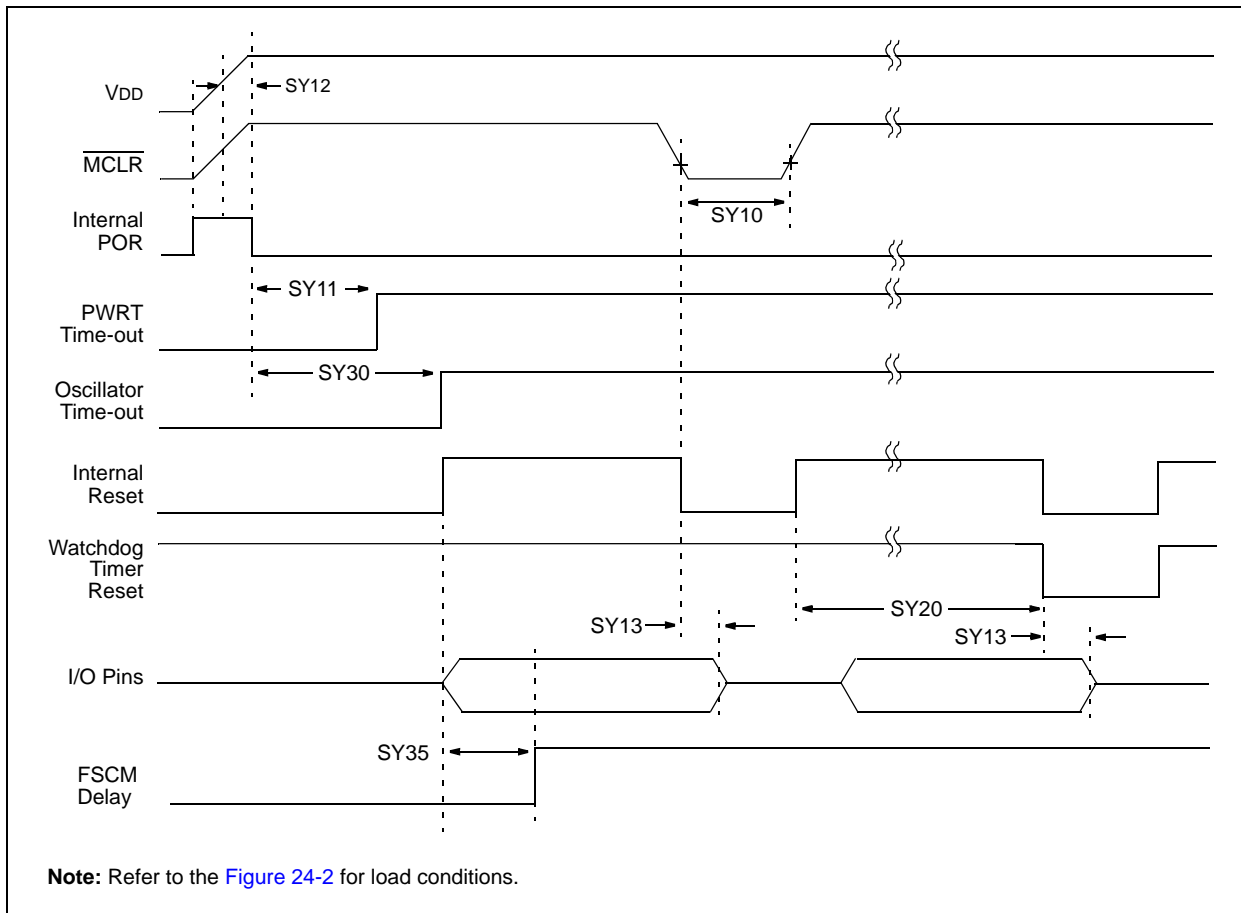 VDD
SY12
MCLR
SY10
Internal
POR
SY11
PWRT
Time-out
SY30
Oscillator
Time-out
Internal
Reset
Watchdog
Timer
Reset
SY20
SY13
SY13
I/O Pins
SY35
FSCM
Delay
Note: Refer to the Figure 24-2 for load conditions.